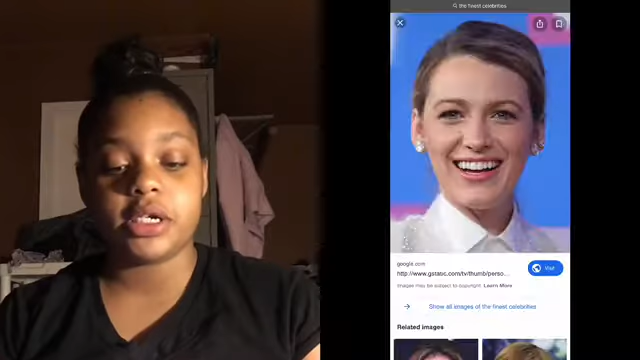 the finest celebrities
google.com
http://www.gstatic.com/tv/thumb/perso...
Visit
Images may be subject to copyright. Learn More
Show all images of the finest celebrities
Related images